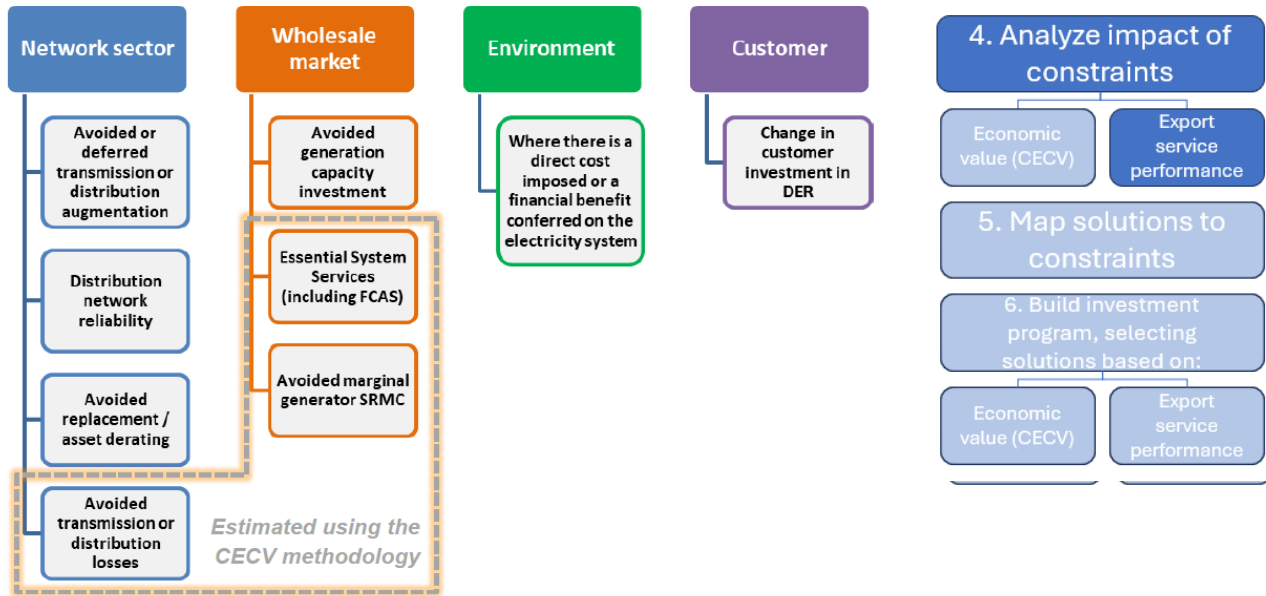 Network sector
Avoided or
deferred
transmission or
distribution
augmentation
Distribution
network
reliability
Avoided
replacement /
asset derating
Avoided
transmission or
distribution
losses
Wholesale
market
Avoided
generation
capacity
investment
Essential System
Services
(including FCAS)
Avoided marginal
generator SRMC
Estimated using the
CECV methodology
Environment
Where there is a
direct cost
imposed or a
financial benefit
conferred on the
electricity system
Customer
Change in
customer
investment in
DER
4. Analyze impact of
constraints
Economic
value (CECV)
Export
service
performance
5. Map solutions to
constraints
6. Build investment
program, selecting
solutions based on:
Economic
value (CECV)
Export
service
performance